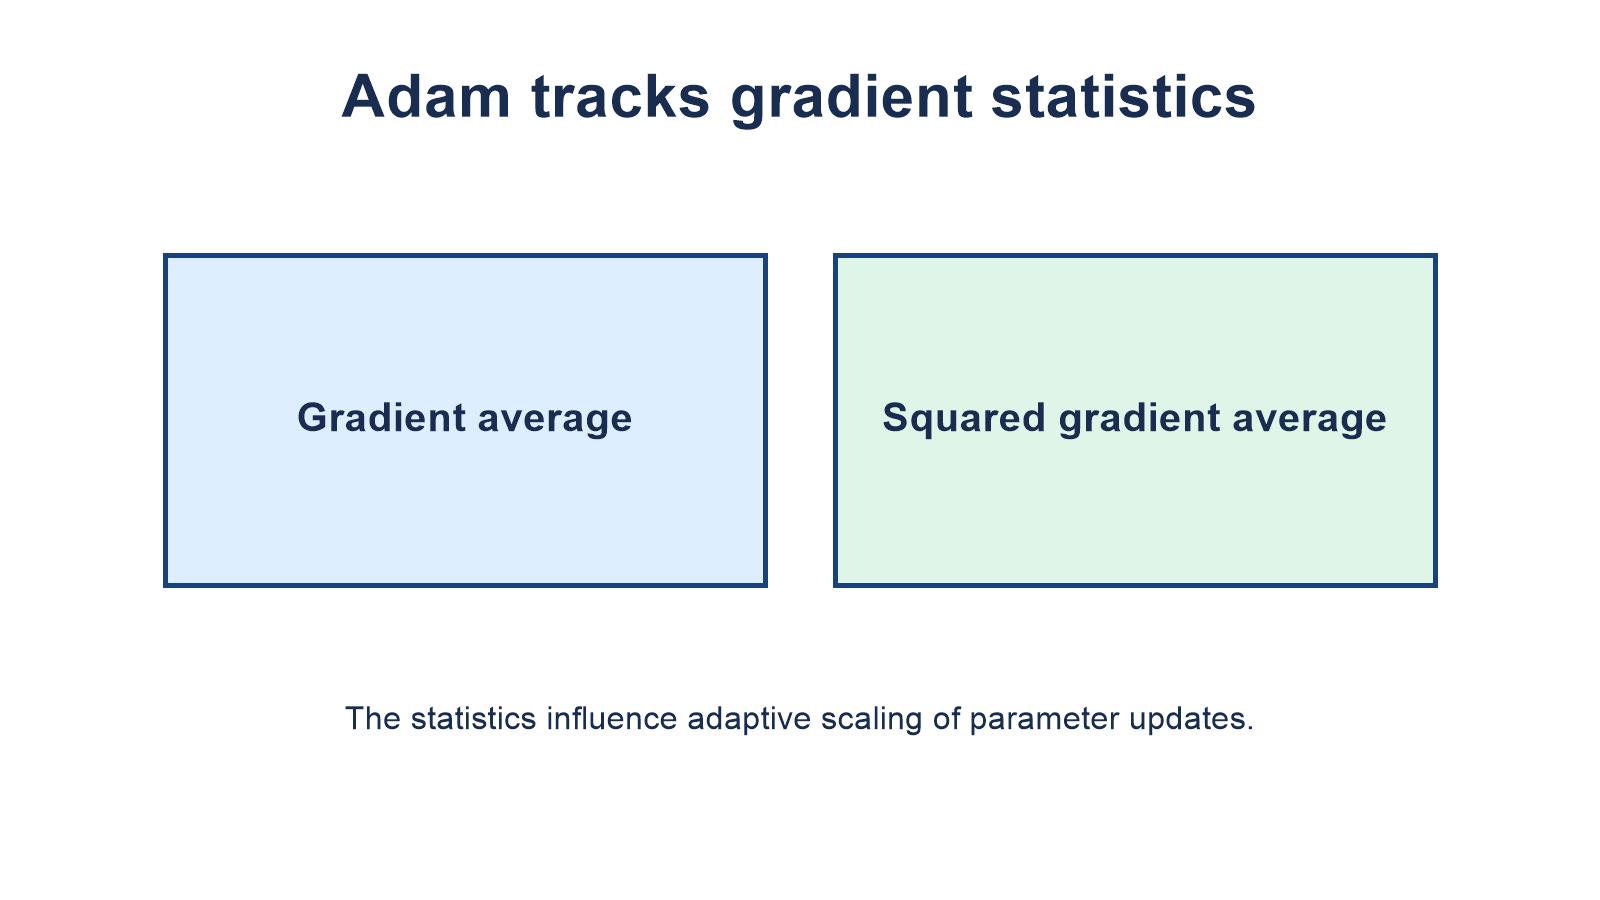 Adam tracks gradient statistics
Gradient average
Squared gradient average
The statistics influence adaptive scaling of parameter updates.